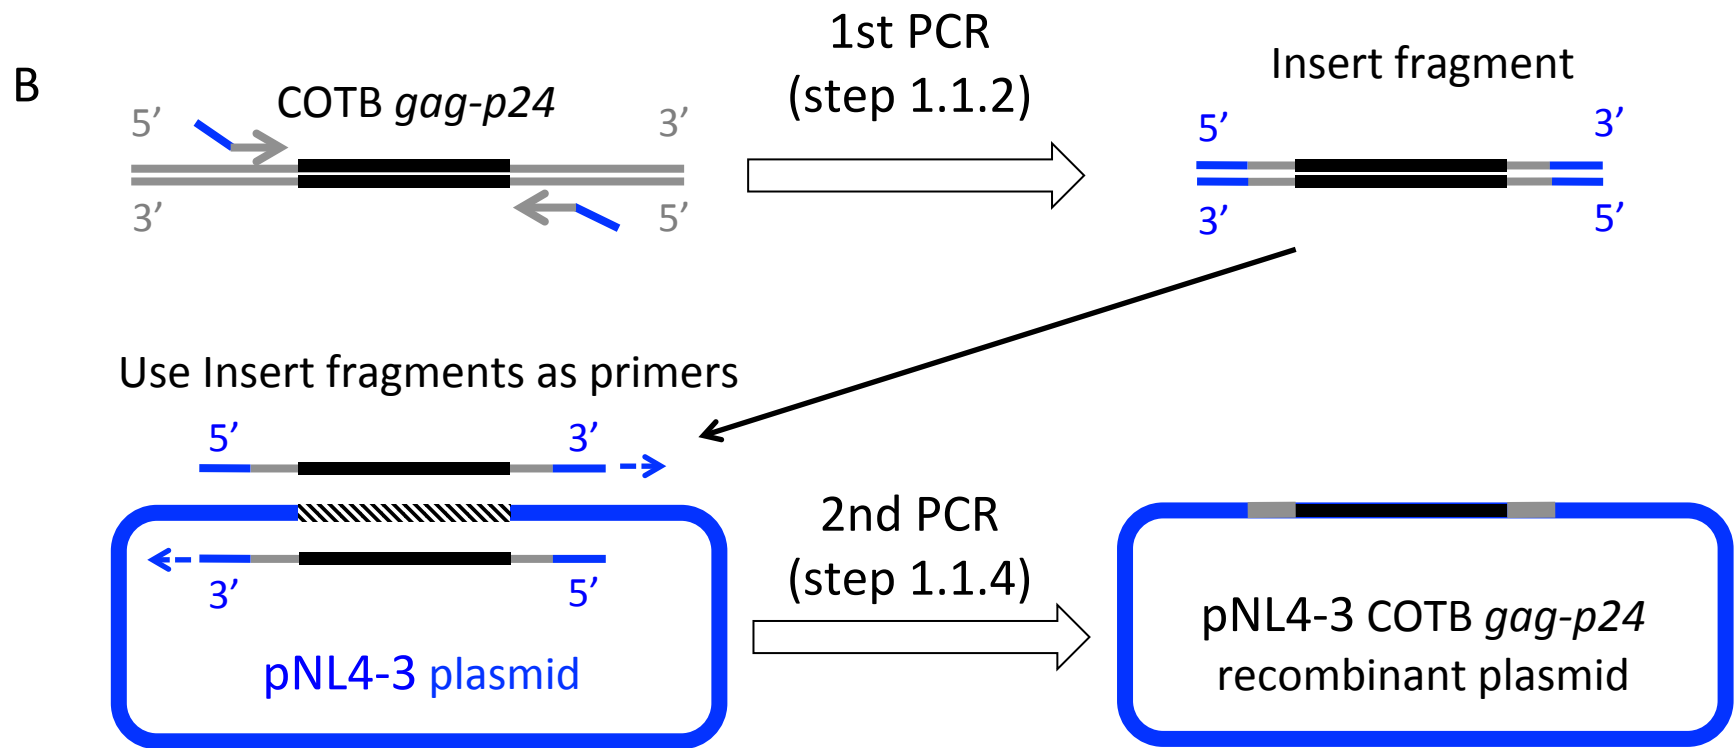 B
COTB gag-p24
5’ 3’
3’ 5’
1st PCR
(step 1.1.2)
Insert fragment
5’ 3’
3’ 5’
Use Insert fragments as primers
5’ 3’
3’ 5’
pNL4-3 plasmid
2nd PCR
(step 1.1.4)
pNL4-3 COTB gag-p24
recombinant plasmid